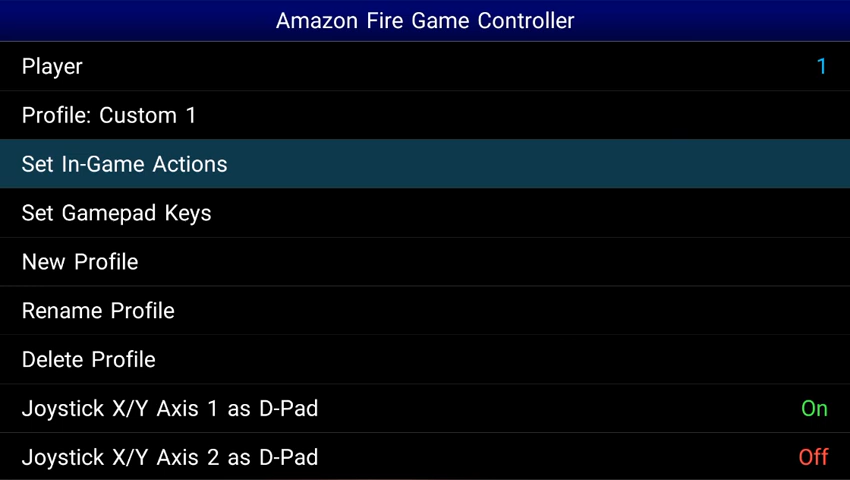 Amazon Fire Game Controller
Player 1
Profile: Custom 1
Set In-Game Actions
Set Gamepad Keys
New Profile
Rename Profile
Delete Profile
Joystick X/Y Axis 1 as D-Pad On
Joystick X/Y Axis 2 as D-Pad Off